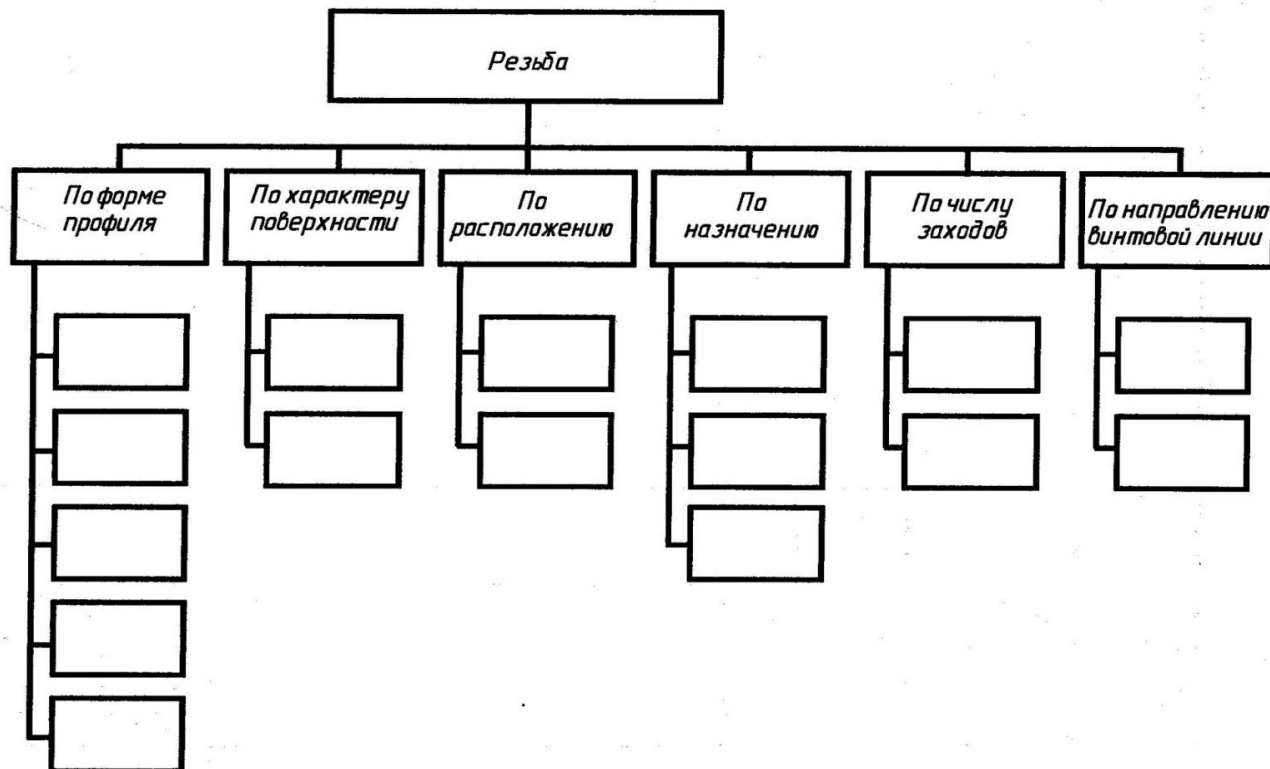 Резьба
По форме
профиля
По характеру
поверхности
По
расположению
По
назначению
По числу
заходов
По направлению
винтовой линии